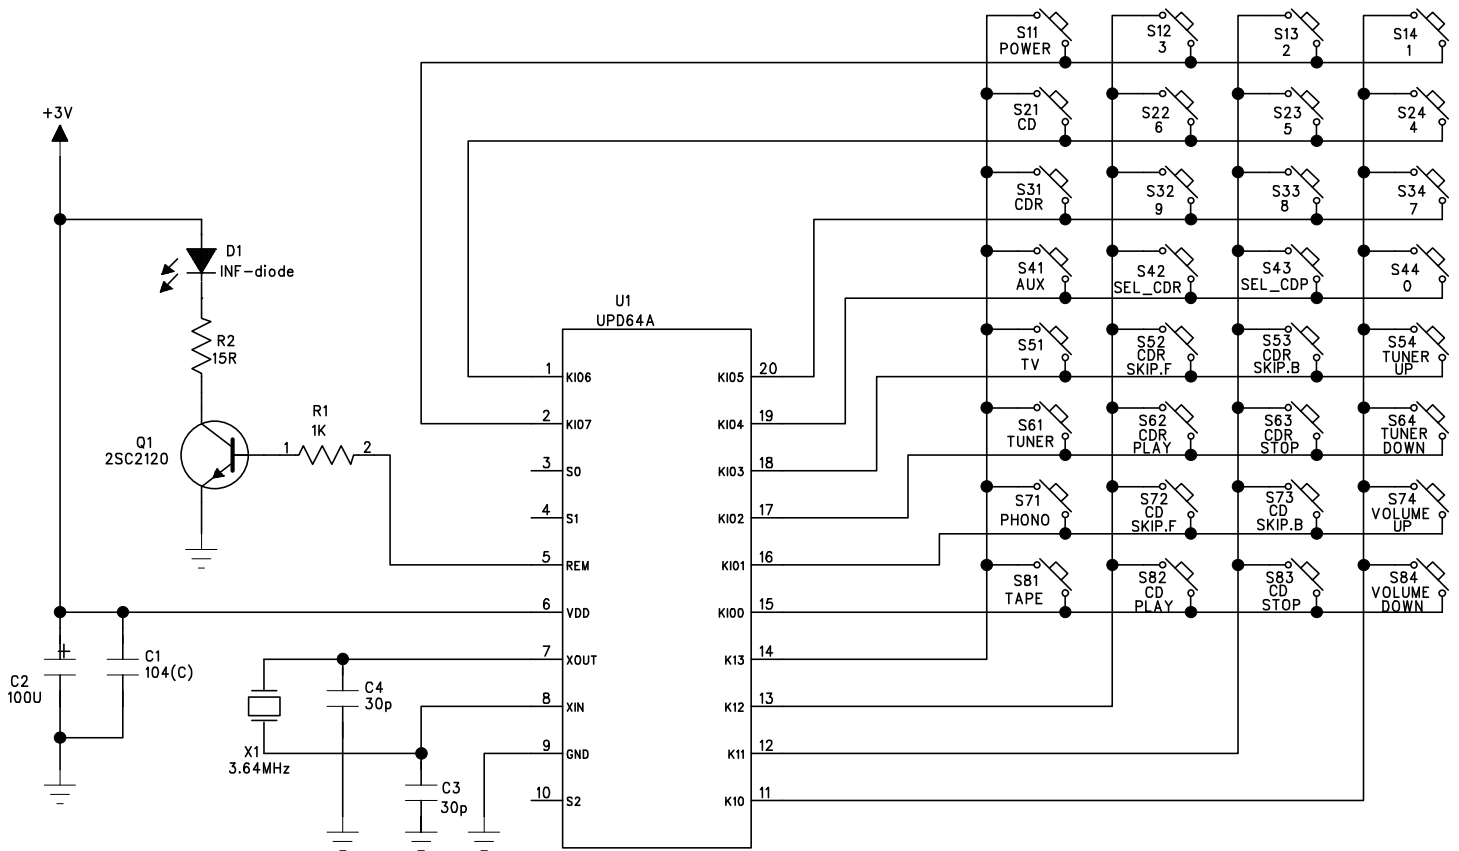 +3V
D1
INF-diode
R2
15R
Q1
2SC2120
R1
1K
1
2
C2
100U
+
C1
104(C)
X1
3.64MHz
C4
30p
C3
30p
U1
UPD64A
1 KI06
2 KI07
3 S0
4 S1
5 REM
6 VDD
7 XOUT
8 XIN
9 GND
10 S2
20 KI05
19 KI04
18 KI03
17 KI02
16 KI01
15 KI00
14 K13
13 K12
12 K11
11 K10
S11
POWER
S12
3
S13
2
S14
1
S21
CD
S22
6
S23
5
S24
4
S31
CDR
S32
9
S33
8
S34
7
S41
AUX
S42
SEL_CDR
S43
SEL_CDP
S44
0
S51
TV
S52
CDR
SKIP.F
S53
CDR
SKIP.B
S54
TUNER
UP
S61
TUNER
S62
CDR
PLAY
S63
CDR
STOP
S64
TUNER
DOWN
S71
PHONO
S72
CD
SKIP.F
S73
CD
SKIP.B
S74
VOLUME
UP
S81
TAPE
S82
CD
PLAY
S83
CD
STOP
S84
VOLUME
DOWN